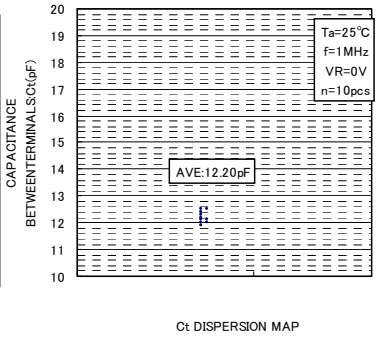 CAPACITANCE
BETWEENTERMINALS:Ct(pF)
20
19
18
17
16
15
14
13
12
11
10
Ta=25°C
f=1MHz
VR=0V
n=10pcs
AVE:12.20pF
Ct DISPERSION MAP